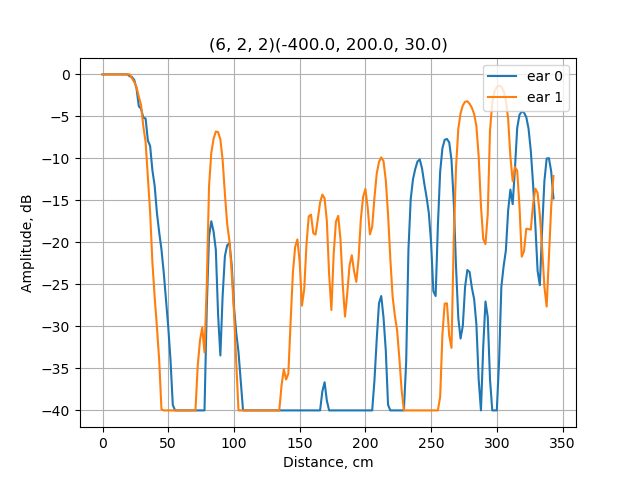 (6, 2, 2)(-400.0, 200.0, 30.0)
ear 0
ear 1
0
−5
−10
−15
−20
−25
−30
−35
−40
Amplitude, dB
0 50 100 150 200 250 300 350
Distance, cm